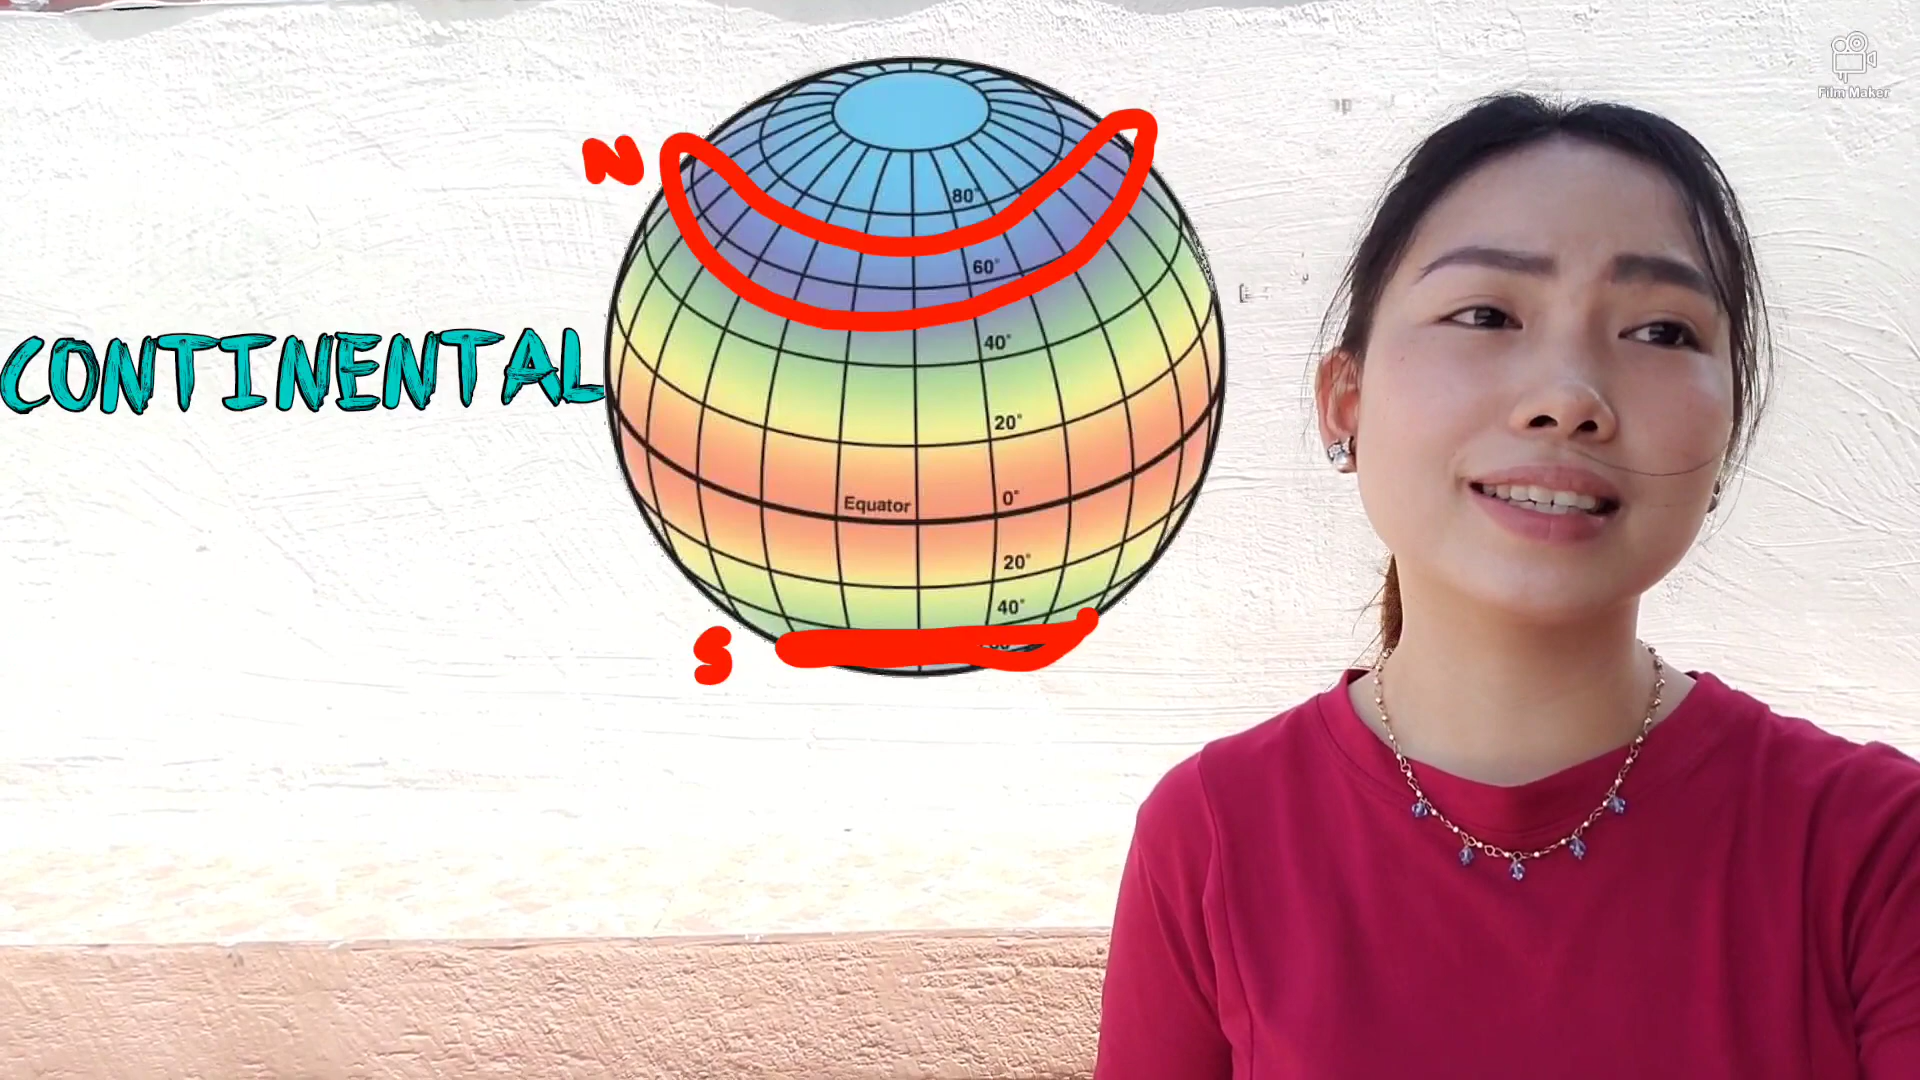 Film Maker
N
80°
60°
CONTINENTAL
40°
20°
Equator
0°
20°
40°
S